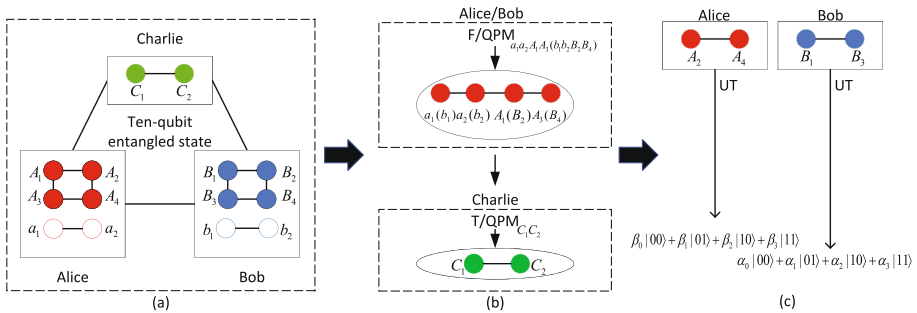 Charlie
C₁ C₂
Ten-qubit
entangled state
A₁ A₂ B₁ B₂
A₃ A₄ B₃ B₄
a₁ a₂ b₁ b₂
Alice Bob
(a)
Alice/Bob
F/QPM
a₁a₂A₁A₃(b₁b₂B₂B₄)
a₁(b₁)a₂(b₂) A₁(B₂)A₃(B₄)
Charlie
T/QPM
C₁C₂
C₁ C₂
(b)
Alice Bob
A₂ A₄ B₁ B₃
UT UT
β₀|00⟩+β₁|01⟩+β₂|10⟩+β₃|11⟩
α₀|00⟩+α₁|01⟩+α₂|10⟩+α₃|11⟩
(c)